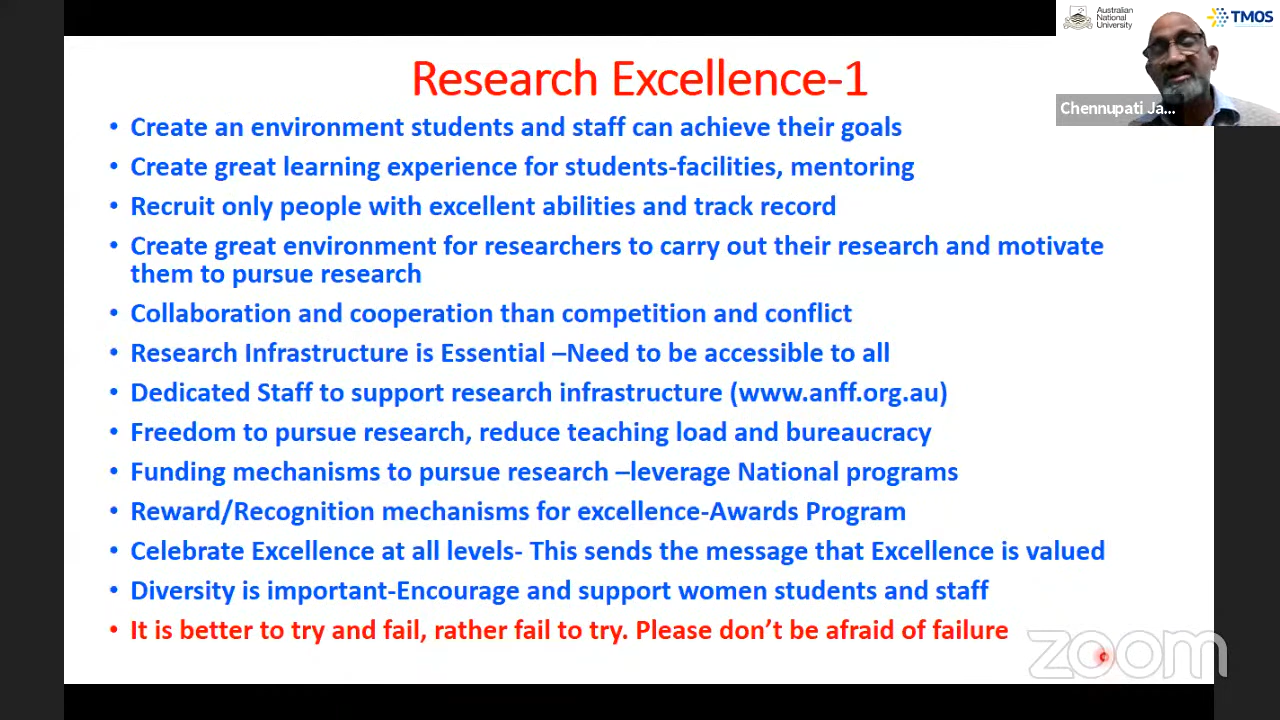 Australian
National
University
TMOS
Chennupati Ja...
Research Excellence-1
• Create an environment students and staff can achieve their goals
• Create great learning experience for students-facilities, mentoring
• Recruit only people with excellent abilities and track record
• Create great environment for researchers to carry out their research and motivate
them to pursue research
• Collaboration and cooperation than competition and conflict
• Research Infrastructure is Essential –Need to be accessible to all
• Dedicated Staff to support research infrastructure (www.anff.org.au)
• Freedom to pursue research, reduce teaching load and bureaucracy
• Funding mechanisms to pursue research –leverage National programs
• Reward/Recognition mechanisms for excellence-Awards Program
• Celebrate Excellence at all levels- This sends the message that Excellence is valued
• Diversity is important-Encourage and support women students and staff
• It is better to try and fail, rather fail to try. Please don’t be afraid of failure
zoom